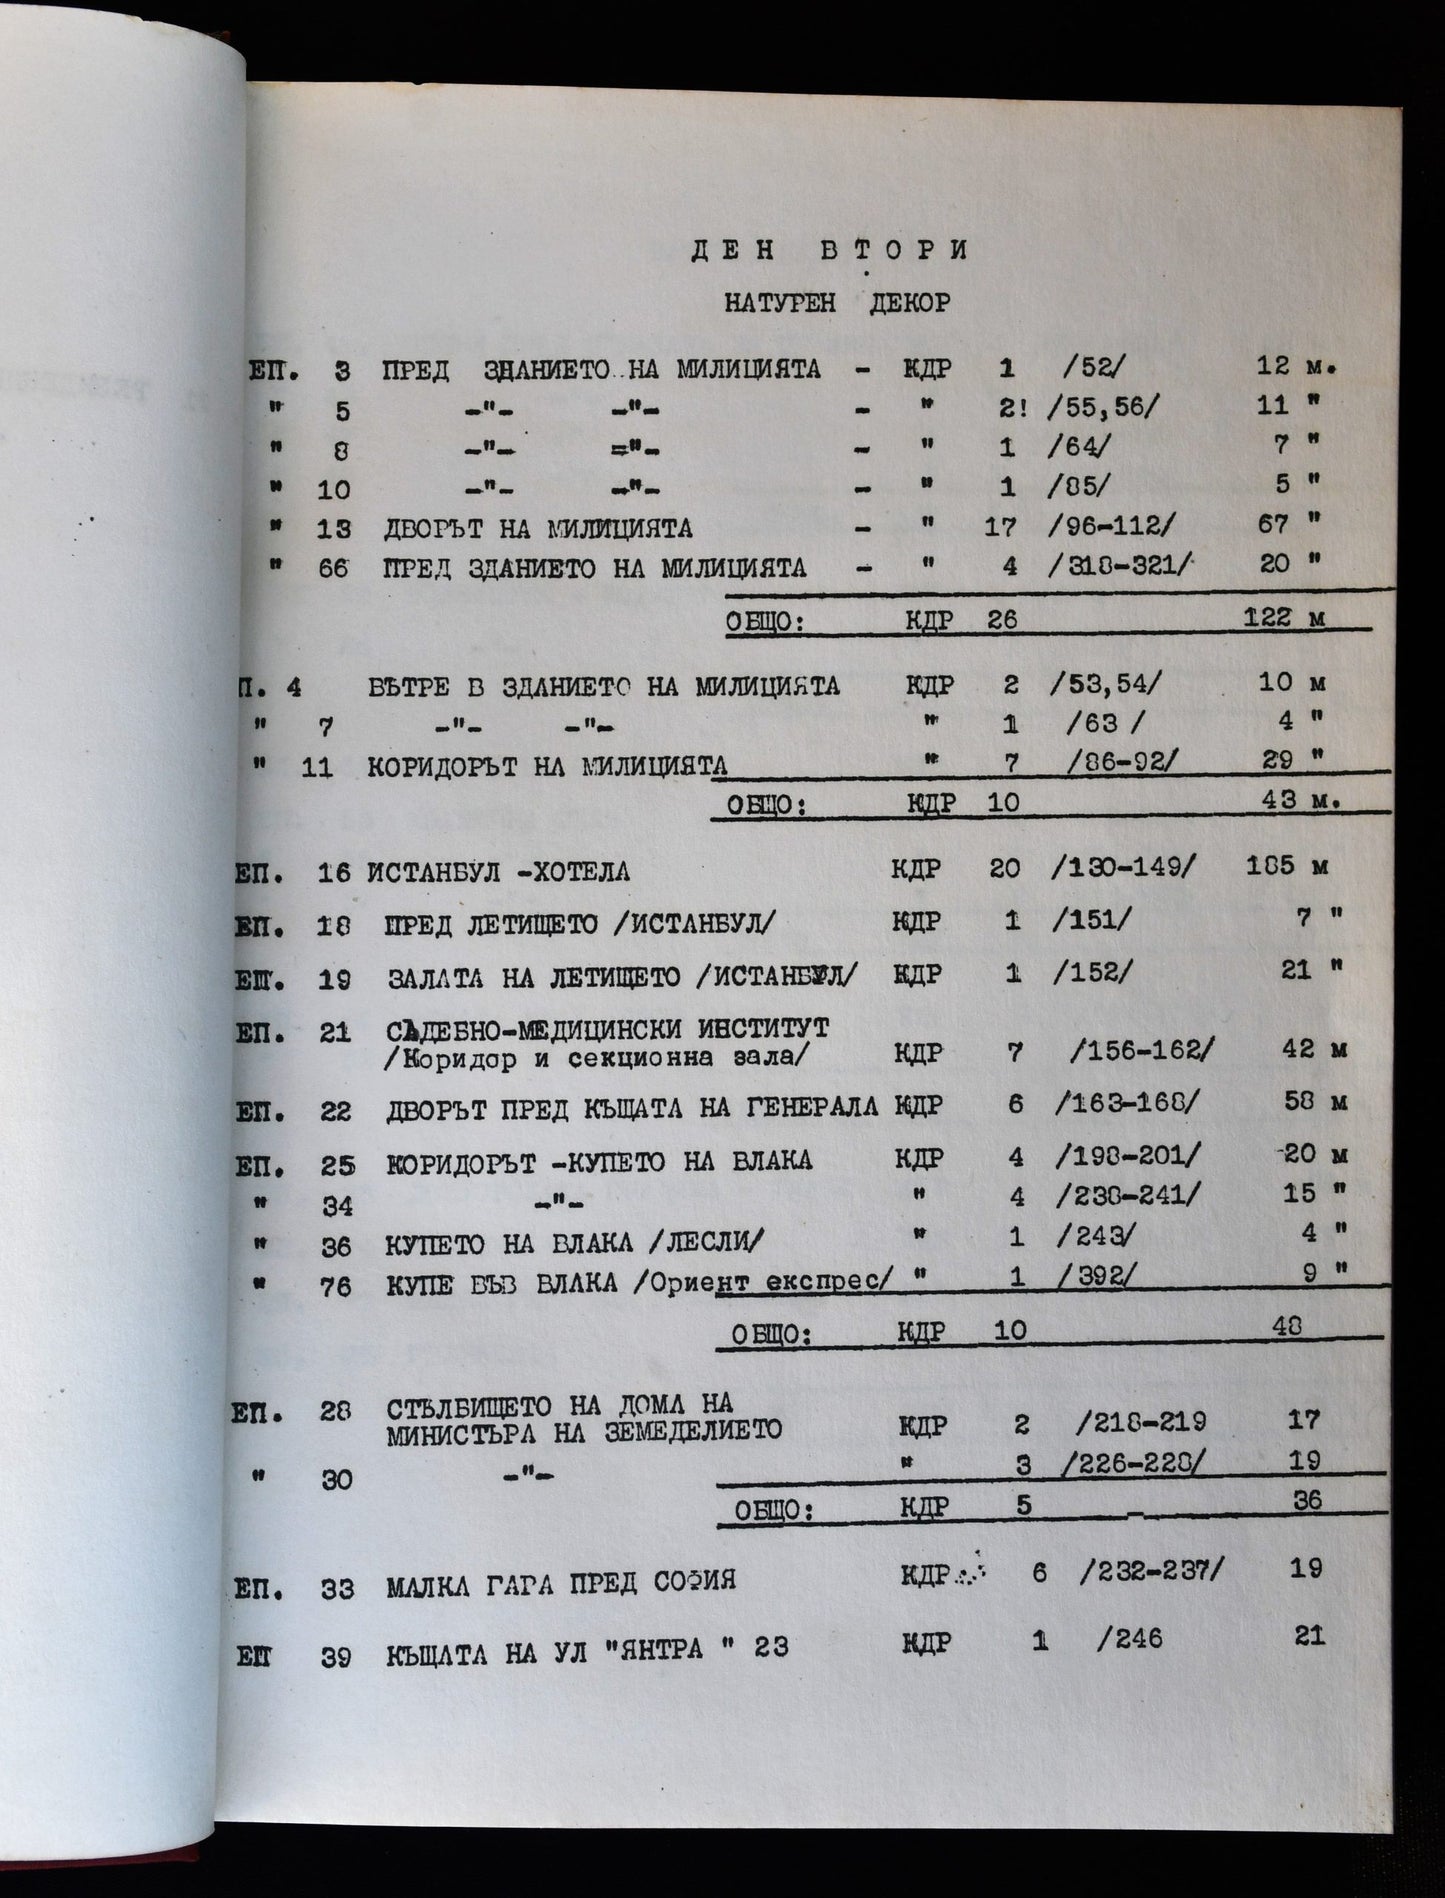 ДЕН ВТОРИ
НАТУРЕН ДЕКОР
ЕП. 3 ПРЕД ЗДАНИЕТО НА МИЛИЦИЯТА - КДР 1 /52/ 12 м.
" 5 -"- -"- - " 2! /55,56/ 11 "
" 8 -"- ="- - " 1 /64/ 7 "
" 10 -"- -"- - " 1 /85/ 5 "
" 13 ДВОРЪТ НА МИЛИЦИЯТА - " 17 /96-112/ 67 "
" 66 ПРЕД ЗДАНИЕТО НА МИЛИЦИЯТА - " 4 /318-321/ 20 "
ОБЩО: КДР 26 122 м
П. 4 ВЪТРЕ В ЗДАНИЕТО НА МИЛИЦИЯТА КДР 2 /53,54/ 10 м
" 7 -"- -"- " 1 /63 / 4 "
" 11 КОРИДОРЪТ НА МИЛИЦИЯТА " 7 /86-92/ 29 "
ОБЩО: КДР 10 43 м.
ЕП. 16 ИСТАНБУЛ -ХОТЕЛА КДР 20 /130-149/ 185 м
ЕП. 18 ПРЕД ЛЕТИЩЕТО /ИСТАНБУЛ/ КДР 1 /151/ 7 "
ЕП. 19 ЗАЛАТА НА ЛЕТИЩЕТО /ИСТАНБУЛ/ КДР 1 /152/ 21 "
ЕП. 21 СЪДЕБНО-МЕДИЦИНСКИ ИНСТИТУТ
/Коридор и секционна зала/ КДР 7 /156-162/ 42 м
ЕП. 22 ДВОРЪТ ПРЕД КЪЩАТА НА ГЕНЕРАЛА КДР 6 /163-168/ 58 м
ЕП. 25 КОРИДОРЪТ -КУПЕТО НА ВЛАКА КДР 4 /198-201/ 20 м
" 34 -"- " 4 /238-241/ 15 "
" 36 КУПЕТО НА ВЛАКА /ЛЕСЛИ/ " 1 /243/ 4 "
" 76 КУПЕ ВЪВ ВЛАКА /Ориент експрес/ " 1 /392/ 9 "
ОБЩО: КДР 10 48
ЕП. 28 СТЪЛБИЩЕТО НА ДОМА НА
МИНИСТЪРА НА ЗЕМЕДЕЛИЕТО КДР 2 /218-219 17
" 30 -"- " 3 /226-228/ 19
ОБЩО: КДР 5 - 36
ЕП. 33 МАЛКА ГАРА ПРЕД СОФИЯ КДР 6 /232-237/ 19
ЕП 39 КЪЩАТА НА УЛ "ЯНТРА " 23 КДР 1 /246 21